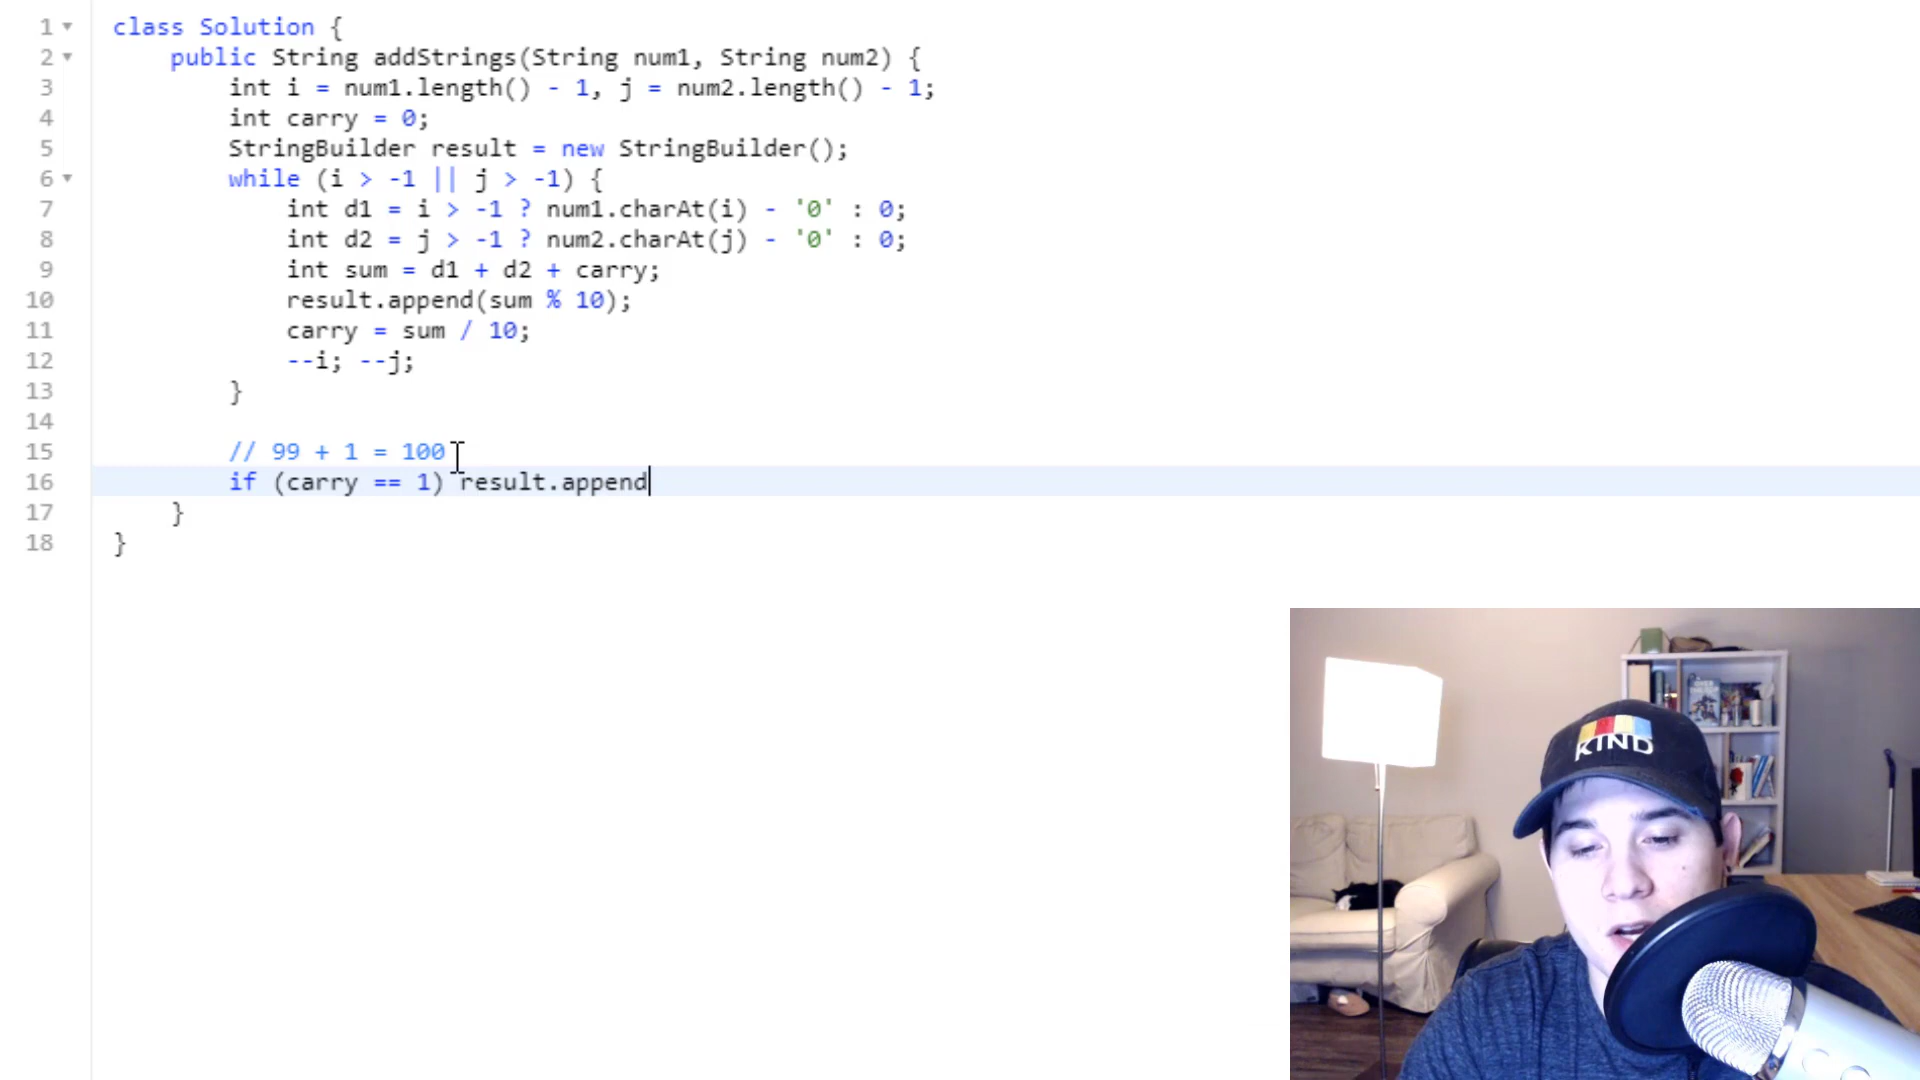 1 class Solution {
2 public String addStrings(String num1, String num2) {
3 int i = num1.length() - 1, j = num2.length() - 1;
4 int carry = 0;
5 StringBuilder result = new StringBuilder();
6 while (i > -1 || j > -1) {
7 int d1 = i > -1 ? num1.charAt(i) - '0' : 0;
8 int d2 = j > -1 ? num2.charAt(j) - '0' : 0;
9 int sum = d1 + d2 + carry;
10 result.append(sum % 10);
11 carry = sum / 10;
12 --i; --j;
13 }
14
15 // 99 + 1 = 100
16 if (carry == 1) result.append
17 }
18 }
KIND